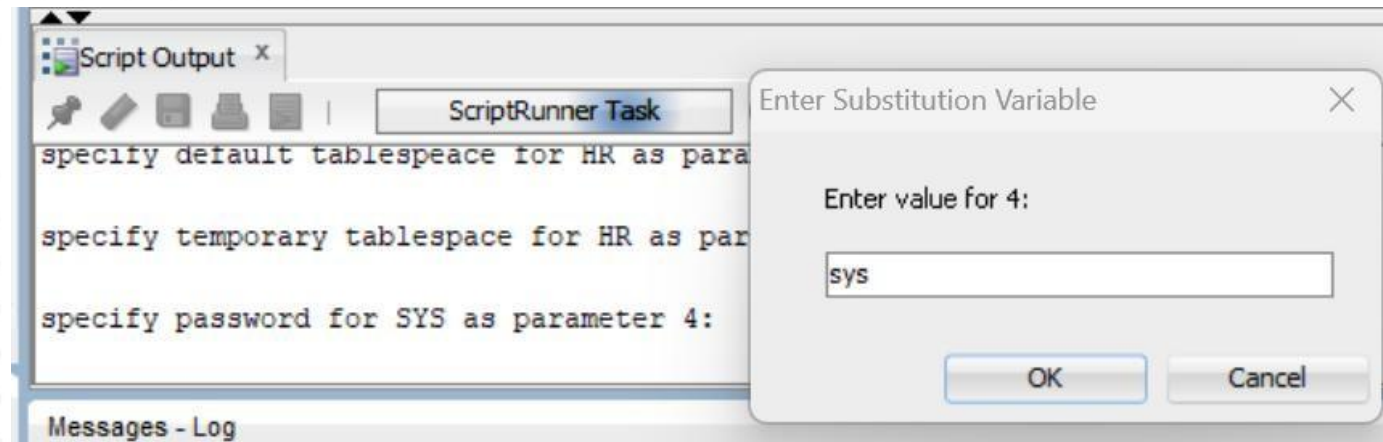 Script Output x
ScriptRunner Task
specify default tablespeace for HR as para
specify temporary tablespace for HR as par
specify password for SYS as parameter 4:
Messages - Log
Enter Substitution Variable
Enter value for 4:
sys
OK Cancel